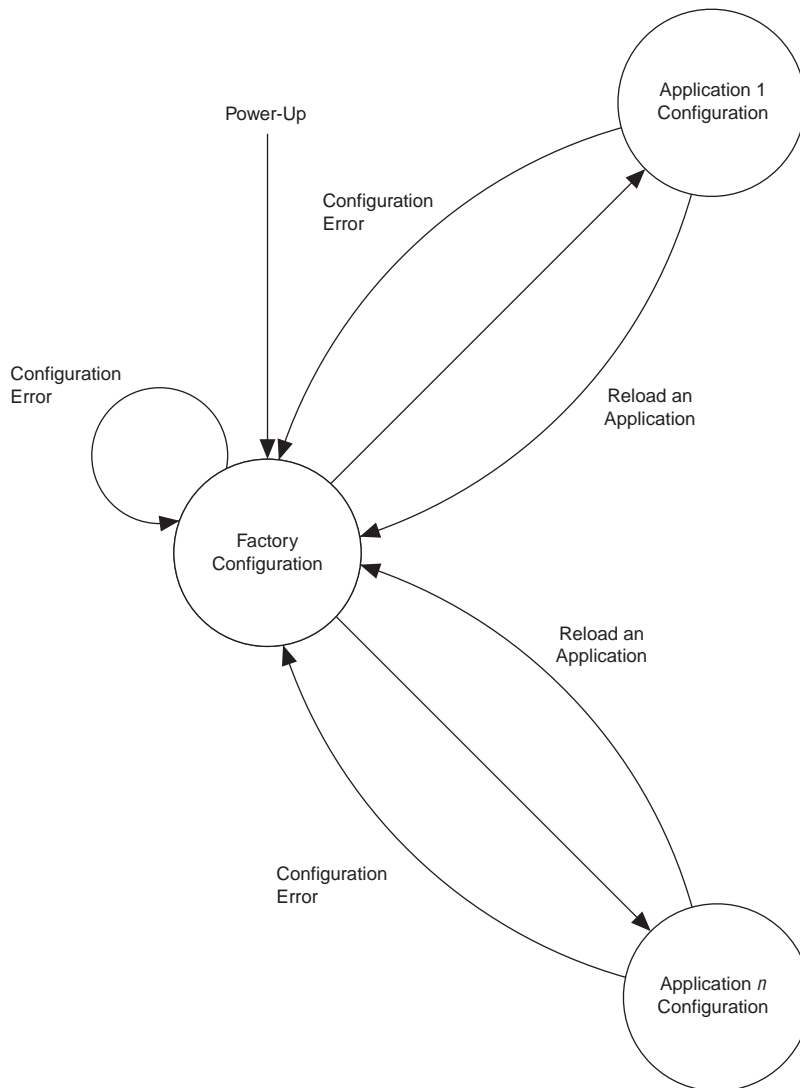 Application 1
Configuration
Power-Up
Configuration
Error
Configuration
Error
Reload an
Application
Factory
Configuration
Reload an
Application
Configuration
Error
Application n
Configuration